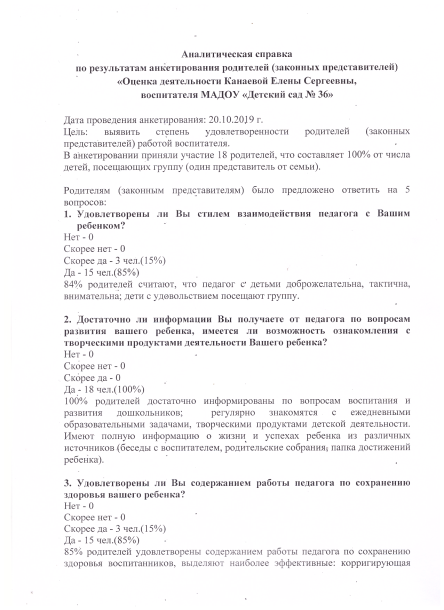 Аналитическая справка
по результатам анкетирования родителей (законных представителей)
«Оценка деятельности Канаевой Елены Сергеевны,
воспитателя МАДОУ «Детский сад № 36»
Дата проведения анкетирования: 20.10.2019 г.
Цель: выявить степень удовлетворенности родителей (законных
представителей) работой воспитателя.
В анкетировании приняли участие 18 родителей, что составляет 100% от числа
детей, посещающих группу (один представитель от семьи).
Родителям (законным представителям) было предложено ответить на 5
вопросов:
1. Удовлетворены ли Вы стилем взаимодействия педагога с Вашим
ребенком?
Нет - 0
Скорее нет - 0
Скорее да - 3 чел.(15%)
Да - 15 чел.(85%)
84% родителей считают, что педагог с детьми доброжелательна, тактична,
внимательна; дети с удовольствием посещают группу.
2. Достаточно ли информации Вы получаете от педагога по вопросам
развития вашего ребенка, имеется ли возможность ознакомления с
творческими продуктами деятельности Вашего ребенка?
Нет - 0
Скорее нет - 0
Скорее да - 0
Да - 18 чел.(100%)
100% родителей достаточно информированы по вопросам воспитания и
развития дошкольников; регулярно знакомятся с ежедневными
образовательными задачами, творческими продуктами детской деятельности.
Имеют полную информацию о жизни и успехах ребенка из различных
источников (беседы с воспитателем, родительские собрания, папка достижений
ребенка).
3. Удовлетворены ли Вы содержанием работы педагога по сохранению
здоровья вашего ребенка?
Нет - 0
Скорее нет - 0
Скорее да - 3 чел.(15%)
Да - 15 чел.(85%)
85% родителей удовлетворены содержанием работы педагога по сохранению
здоровья воспитанников, выделяют наиболее эффективные: корригирующая